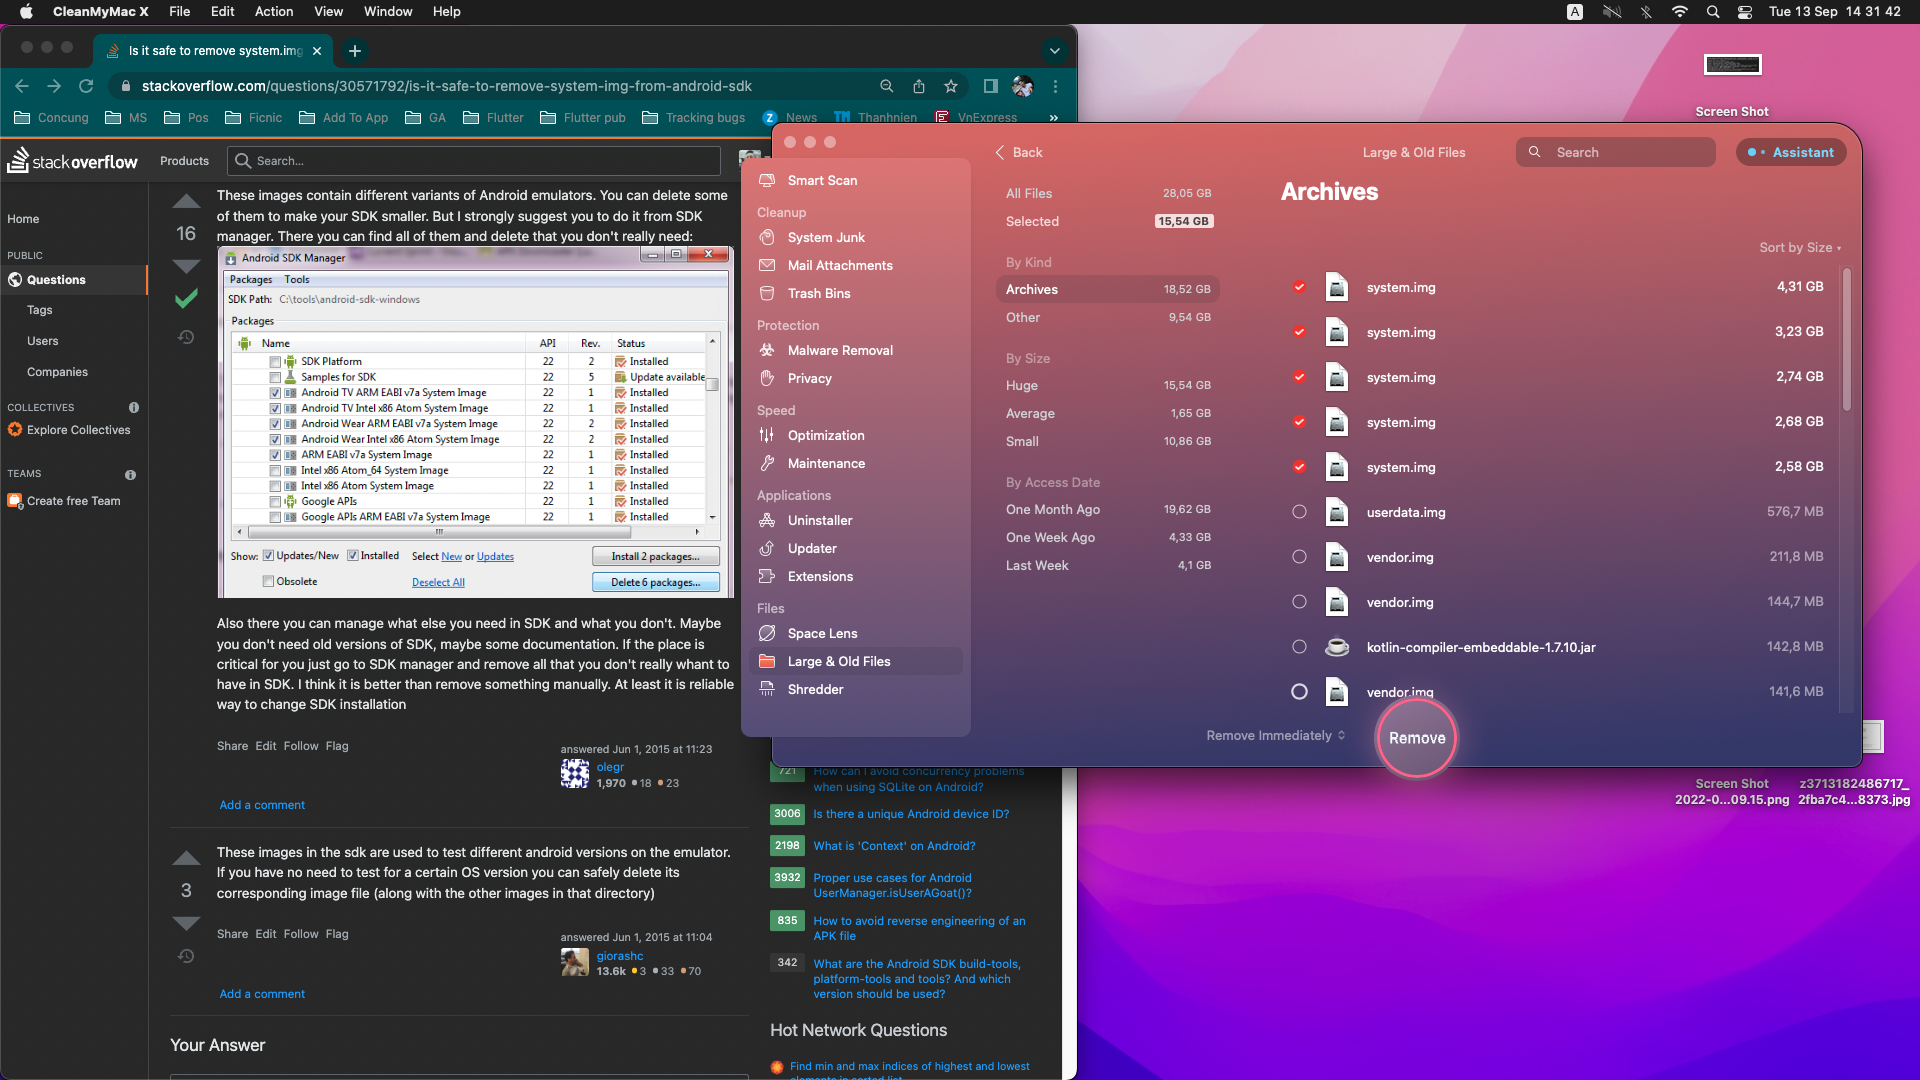 CleanMyMac X File Edit Action View Window Help
A Tue 13 Sep 14 31 42
Is it safe to remove system.img
stackoverflow.com/questions/30571792/is-it-safe-to-remove-system-img-from-android-sdk
Concung MS Pos Ficnic Add To App GA Flutter Flutter pub Tracking bugs News Thanhnien VnExpress »
stackoverflow Products Search...
Home
PUBLIC
Questions
Tags
Users
Companies
COLLECTIVES
Explore Collectives
TEAMS
Create free Team
16
These images contain different variants of Android emulators. You can delete some
of them to make your SDK smaller. But I strongly suggest you to do it from SDK
manager. There you can find all of them and delete that you don't really need:
Android SDK Manager
Packages Tools
SDK Path: C:\tools\android-sdk-windows
Packages
Name API Rev. Status
SDK Platform 22 2 Installed
Samples for SDK 22 5 Update available
Android TV ARM EABI v7a System Image 22 1 Installed
Android TV Intel x86 Atom System Image 22 1 Installed
Android Wear ARM EABI v7a System Image 22 2 Installed
Android Wear Intel x86 Atom System Image 22 2 Installed
ARM EABI v7a System Image 22 1 Installed
Intel x86 Atom_64 System Image 22 1 Installed
Intel x86 Atom System Image 22 1 Installed
Google APIs 22 1 Installed
Google APIs ARM EABI v7a System Image 22 1 Installed
Show: Updates/New Installed Select New or Updates Install 2 packages...
Obsolete Deselect All Delete 6 packages...
Also there you can manage what else you need in SDK and what you don't. Maybe
you don't need old versions of SDK, maybe some documentation. If the place is
critical for you just go to SDK manager and remove all that you don't really whant to
have in SDK. I think it is better than remove something manually. At least it is reliable
way to change SDK installation
Share Edit Follow Flag
answered Jun 1, 2015 at 11:23
olegr
1,970 18 23
Add a comment
3
These images in the sdk are used to test different android versions on the emulator.
If you have no need to test for a certain OS version you can safely delete its
corresponding image file (along with the other images in that directory)
Share Edit Follow Flag
answered Jun 1, 2015 at 11:04
giorashc
13.6k 3 33 70
Add a comment
Your Answer
721 How can I avoid concurrency problems
when using SQLite on Android?
3006 Is there a unique Android device ID?
2198 What is 'Context' on Android?
3932 Proper use cases for Android
UserManager.isUserAGoat()?
835 How to avoid reverse engineering of an
APK file
342 What are the Android SDK build-tools,
platform-tools and tools? And which
version should be used?
Hot Network Questions
Find min and max indices of highest and lowest
elements in sorted list
Smart Scan
Cleanup
System Junk
Mail Attachments
Trash Bins
Protection
Malware Removal
Privacy
Speed
Optimization
Maintenance
Applications
Uninstaller
Updater
Extensions
Files
Space Lens
Large & Old Files
Shredder
Back
Large & Old Files
Search
Assistant
All Files 28,05 GB
Selected 15,54 GB
By Kind
Archives 18,52 GB
Other 9,54 GB
By Size
Huge 15,54 GB
Average 1,65 GB
Small 10,86 GB
By Access Date
One Month Ago 19,62 GB
One Week Ago 4,33 GB
Last Week 4,1 GB
Archives
Sort by Size
system.img 4,31 GB
system.img 3,23 GB
system.img 2,74 GB
system.img 2,68 GB
system.img 2,58 GB
userdata.img 576,7 MB
vendor.img 211,8 MB
vendor.img 144,7 MB
kotlin-compiler-embeddable-1.7.10.jar 142,8 MB
vendor.img 141,6 MB
Remove Immediately
Remove
Screen Shot
Screen Shot
2022-0...09.15.png
z3713182486717_
2fba7c4...8373.jpg